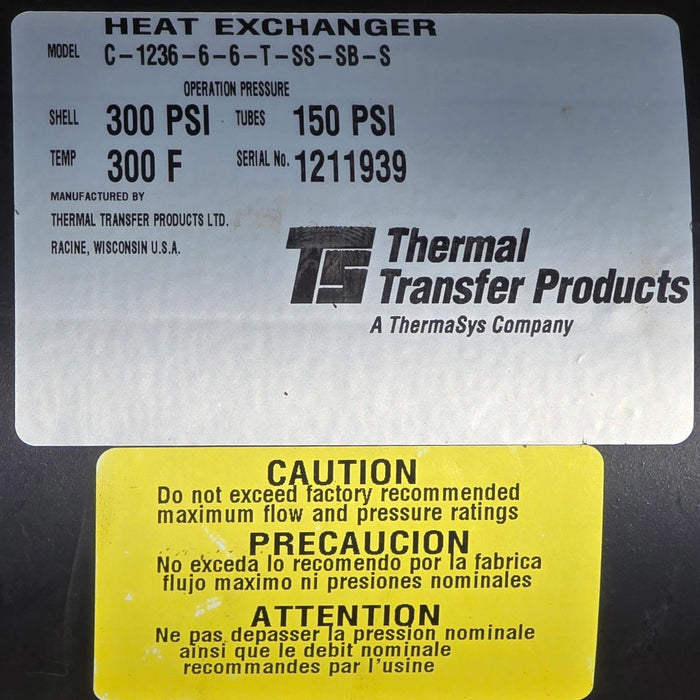 HEAT EXCHANGER
MODEL C-1236-6-6-T-SS-SB-S
OPERATION PRESSURE
SHELL 300 PSI TUBES 150 PSI
TEMP 300 F SERIAL No. 1211939
MANUFACTURED BY
THERMAL TRANSFER PRODUCTS LTD.
RACINE, WISCONSIN U.S.A.
TTS Thermal
Transfer Products
A ThermaSys Company
CAUTION
Do not exceed factory recommended
maximum flow and pressure ratings
PRECAUCION
No exceda lo recomendo por la fabrica
flujo maximo ni presiones nominales
ATTENTION
Ne pas depasser la pression nominale
ainsi que le debit nominale
recommandes par l'usine